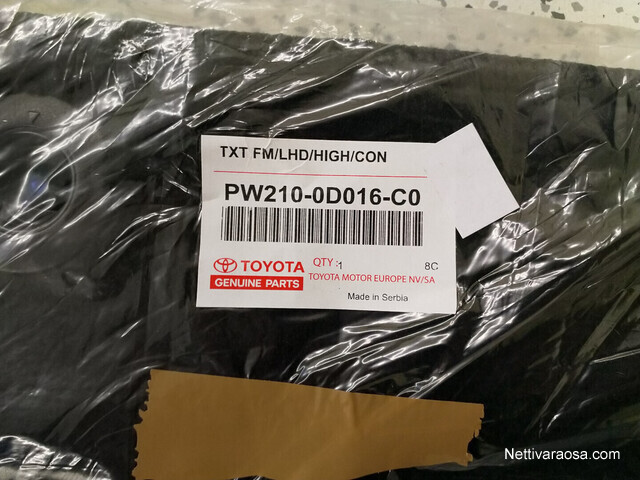 TXT FM/LHD/HIGH/CON
PW210-0D016-C0
TOYOTA
GENUINE PARTS
QTY :1 8C
TOYOTA MOTOR EUROPE NV/SA
Made in Serbia
Nettivaraosa.com